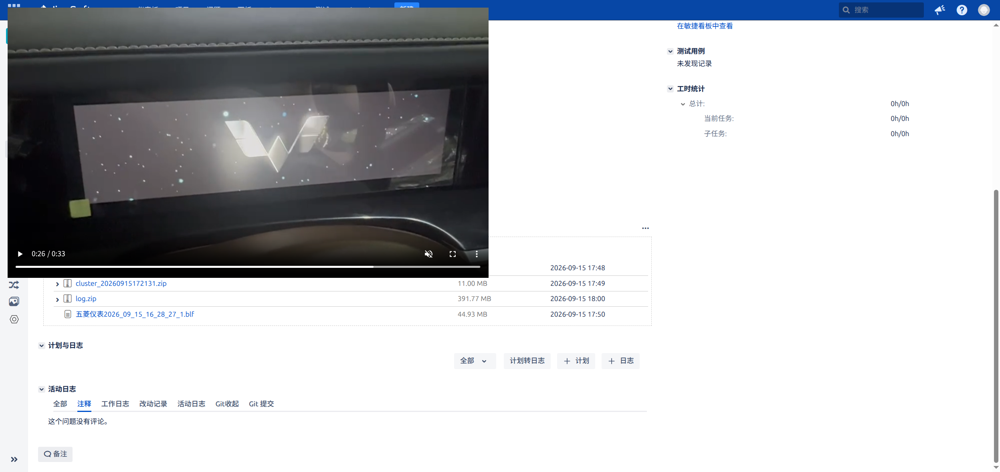 搜索
在敏捷看板中查看
测试用例
未发现记录
工时统计
总计: 0h/0h
当前任务: 0h/0h
子任务: 0h/0h
0:26 / 0:33
2026-09-15 17:48
cluster_20260915172131.zip 11.00 MB 2026-09-15 17:49
log.zip 391.77 MB 2026-09-15 18:00
五菱仪表2026_09_15_16_28_27_1.blf 44.93 MB 2026-09-15 17:50
计划与日志
全部 计划转日志 计划 日志
活动日志
全部 注释 工作日志 改动记录 活动日志 Git收起 Git 提交
这个问题没有评论。
备注